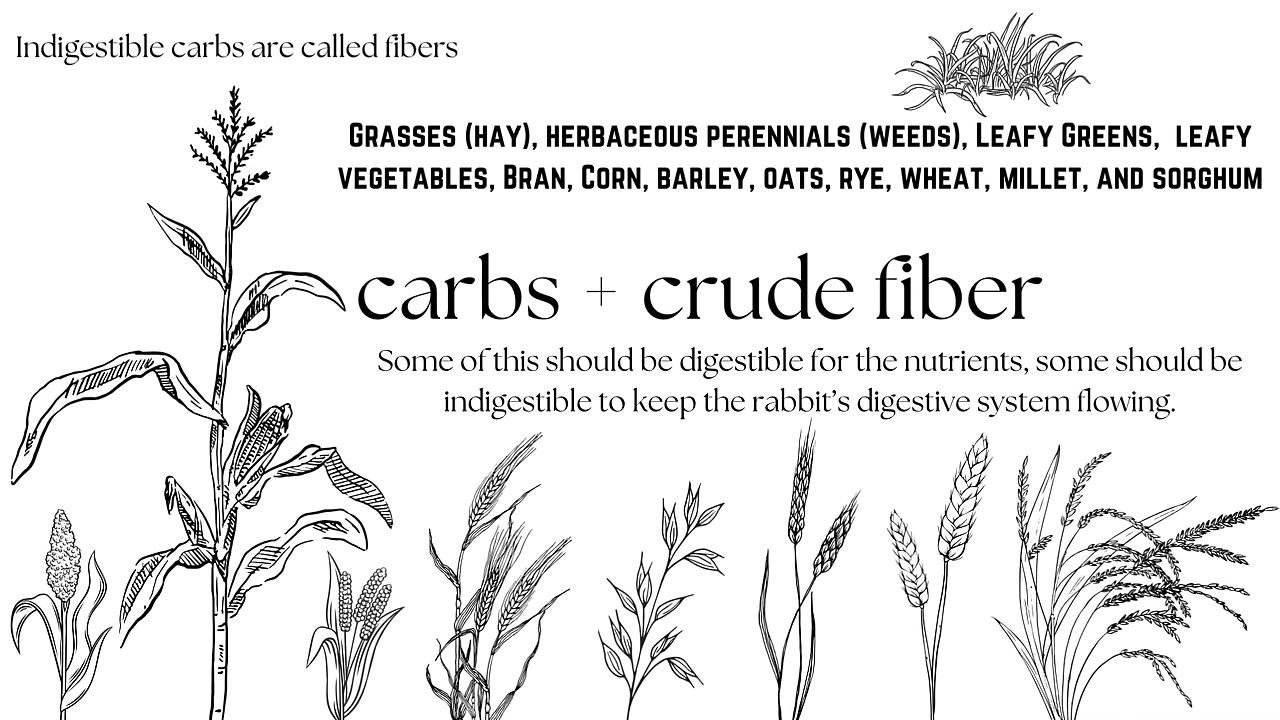 Indigestible carbs are called fibers
Grasses (hay), herbaceous perennials (weeds), Leafy Greens,  leafy
vegetables, Bran, Corn, barley, oats, rye, wheat, millet, and sorghum
carbs + crude fiber
Some of this should be digestible for the nutrients, some should be
indigestible to keep the rabbit's digestive system flowing.